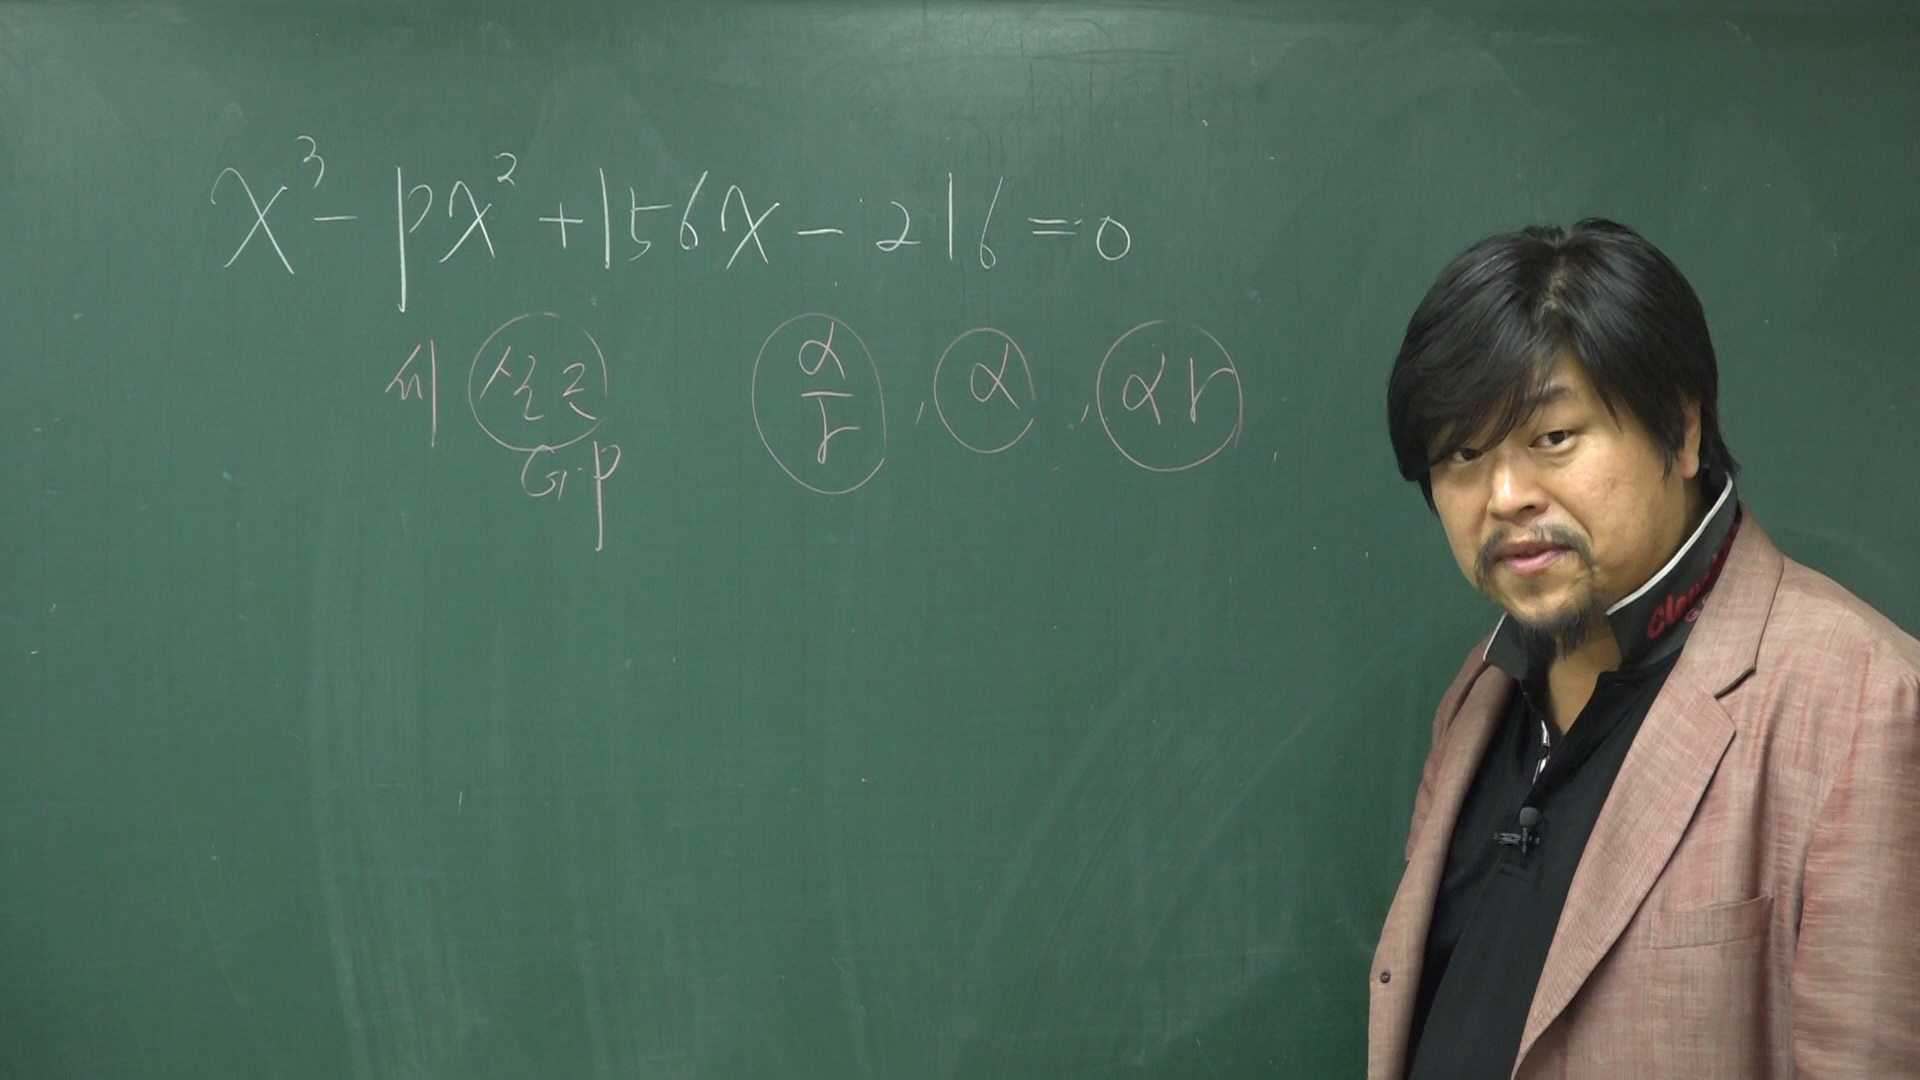 x³ - px² + 156x - 216 = 0
세 실근 α/r , α , αr
G.P